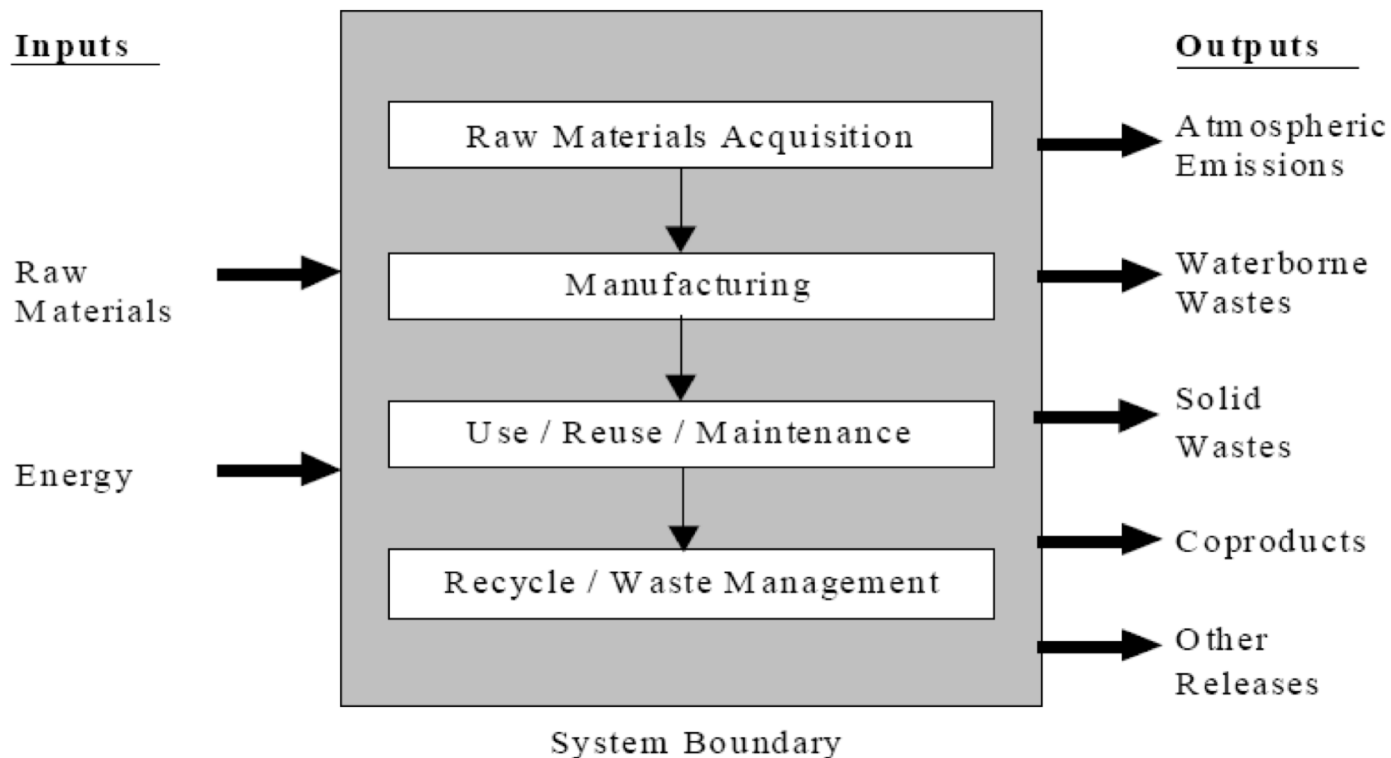 Inputs
Raw
Materials
Energy
Raw Materials Acquisition
Manufacturing
Use / Reuse / Maintenance
Recycle / Waste Management
System Boundary
Outputs
Atmospheric
Emissions
Waterborne
Wastes
Solid
Wastes
Coproducts
Other
Releases